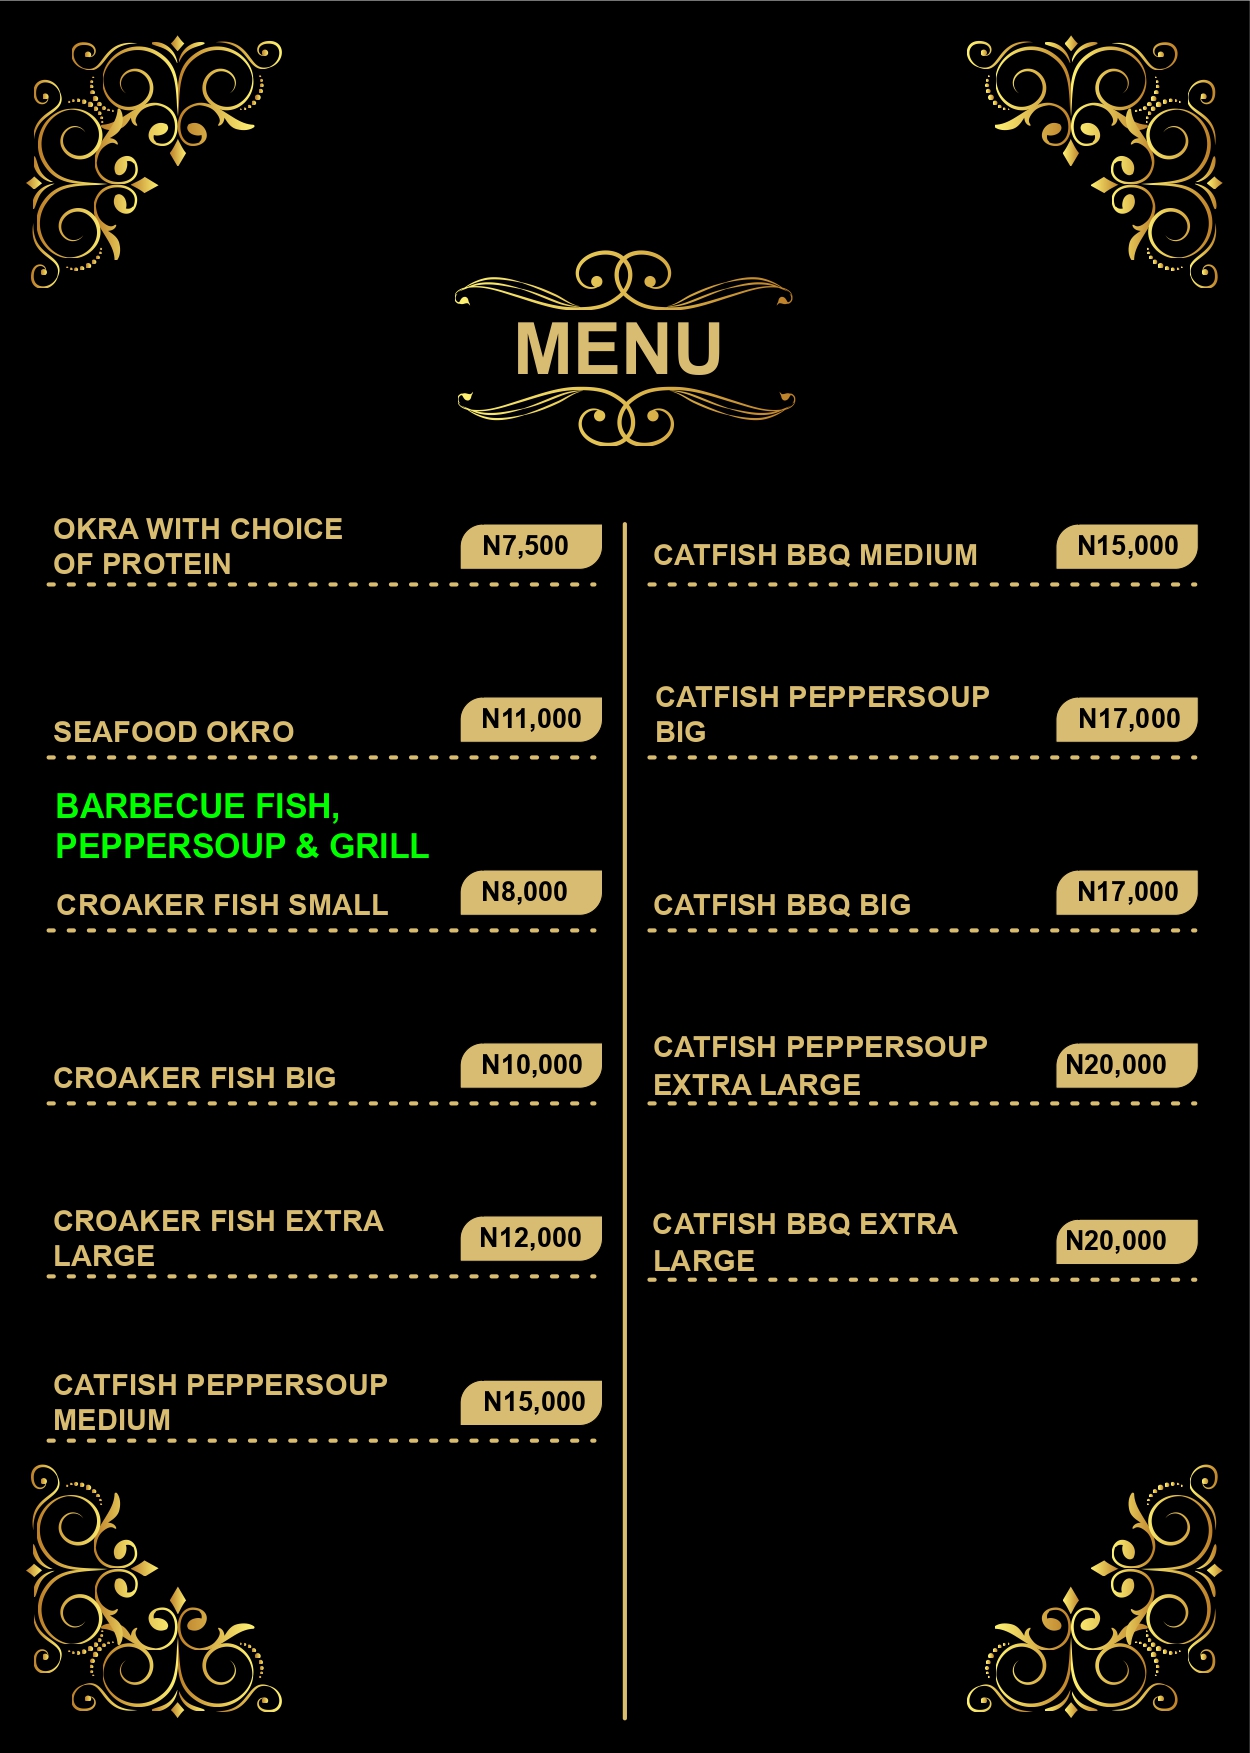 MENU
OKRA WITH CHOICE
OF PROTEIN
N7,500
SEAFOOD OKRO
N11,000
BARBECUE FISH,
PEPPERSOUP & GRILL
CROAKER FISH SMALL
N8,000
CROAKER FISH BIG
N10,000
CROAKER FISH EXTRA
LARGE
N12,000
CATFISH PEPPERSOUP
MEDIUM
N15,000
CATFISH BBQ MEDIUM
N15,000
CATFISH PEPPERSOUP
BIG
N17,000
CATFISH BBQ BIG
N17,000
CATFISH PEPPERSOUP
EXTRA LARGE
N20,000
CATFISH BBQ EXTRA
LARGE
N20,000